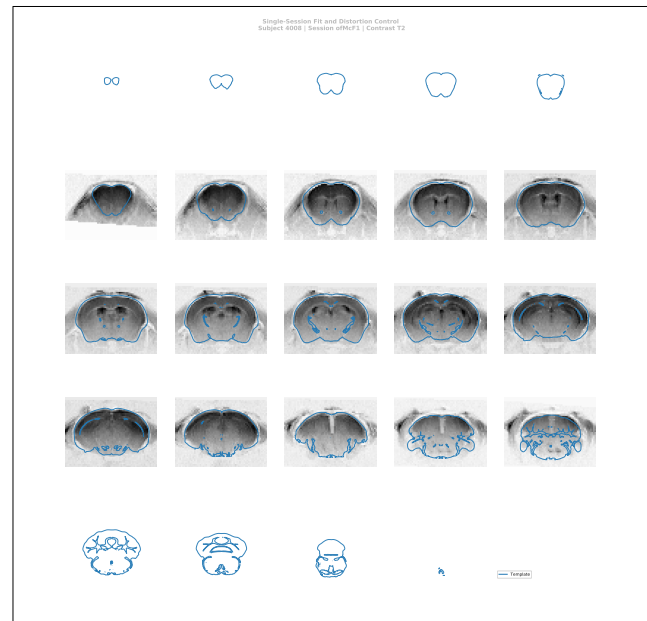 Single-Session Fit and Distortion Control
Subject 4008 | Session ofMcF1 | Contrast T2
Template